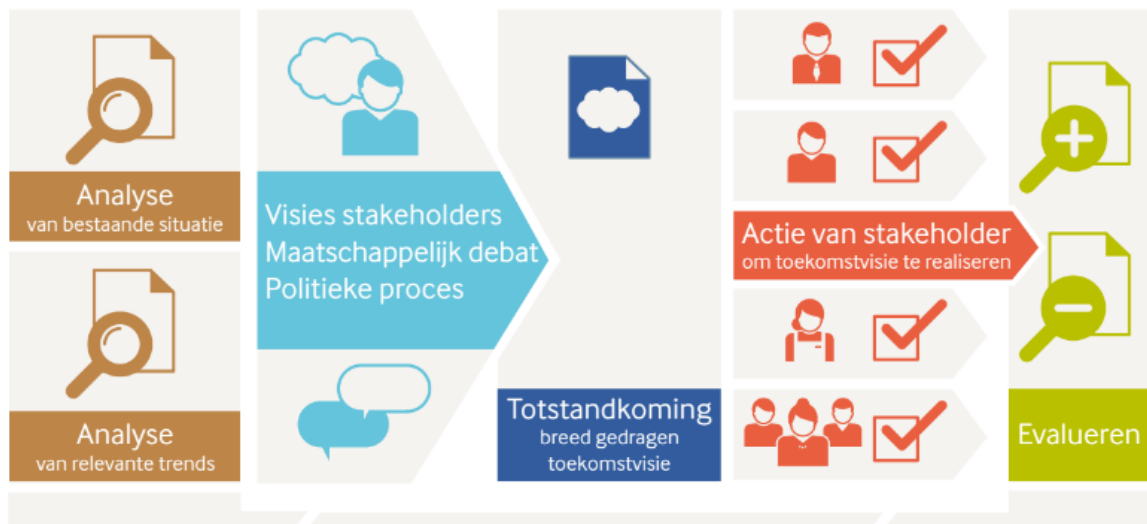 Analyse
van bestaande situatie
Analyse
van relevante trends
Visies stakeholders
Maatschappelijk debat
Politieke proces
Totstandkoming
breed gedragen
toekomstvisie
Actie van stakeholder
om toekomstvisie te realiseren
Evalueren